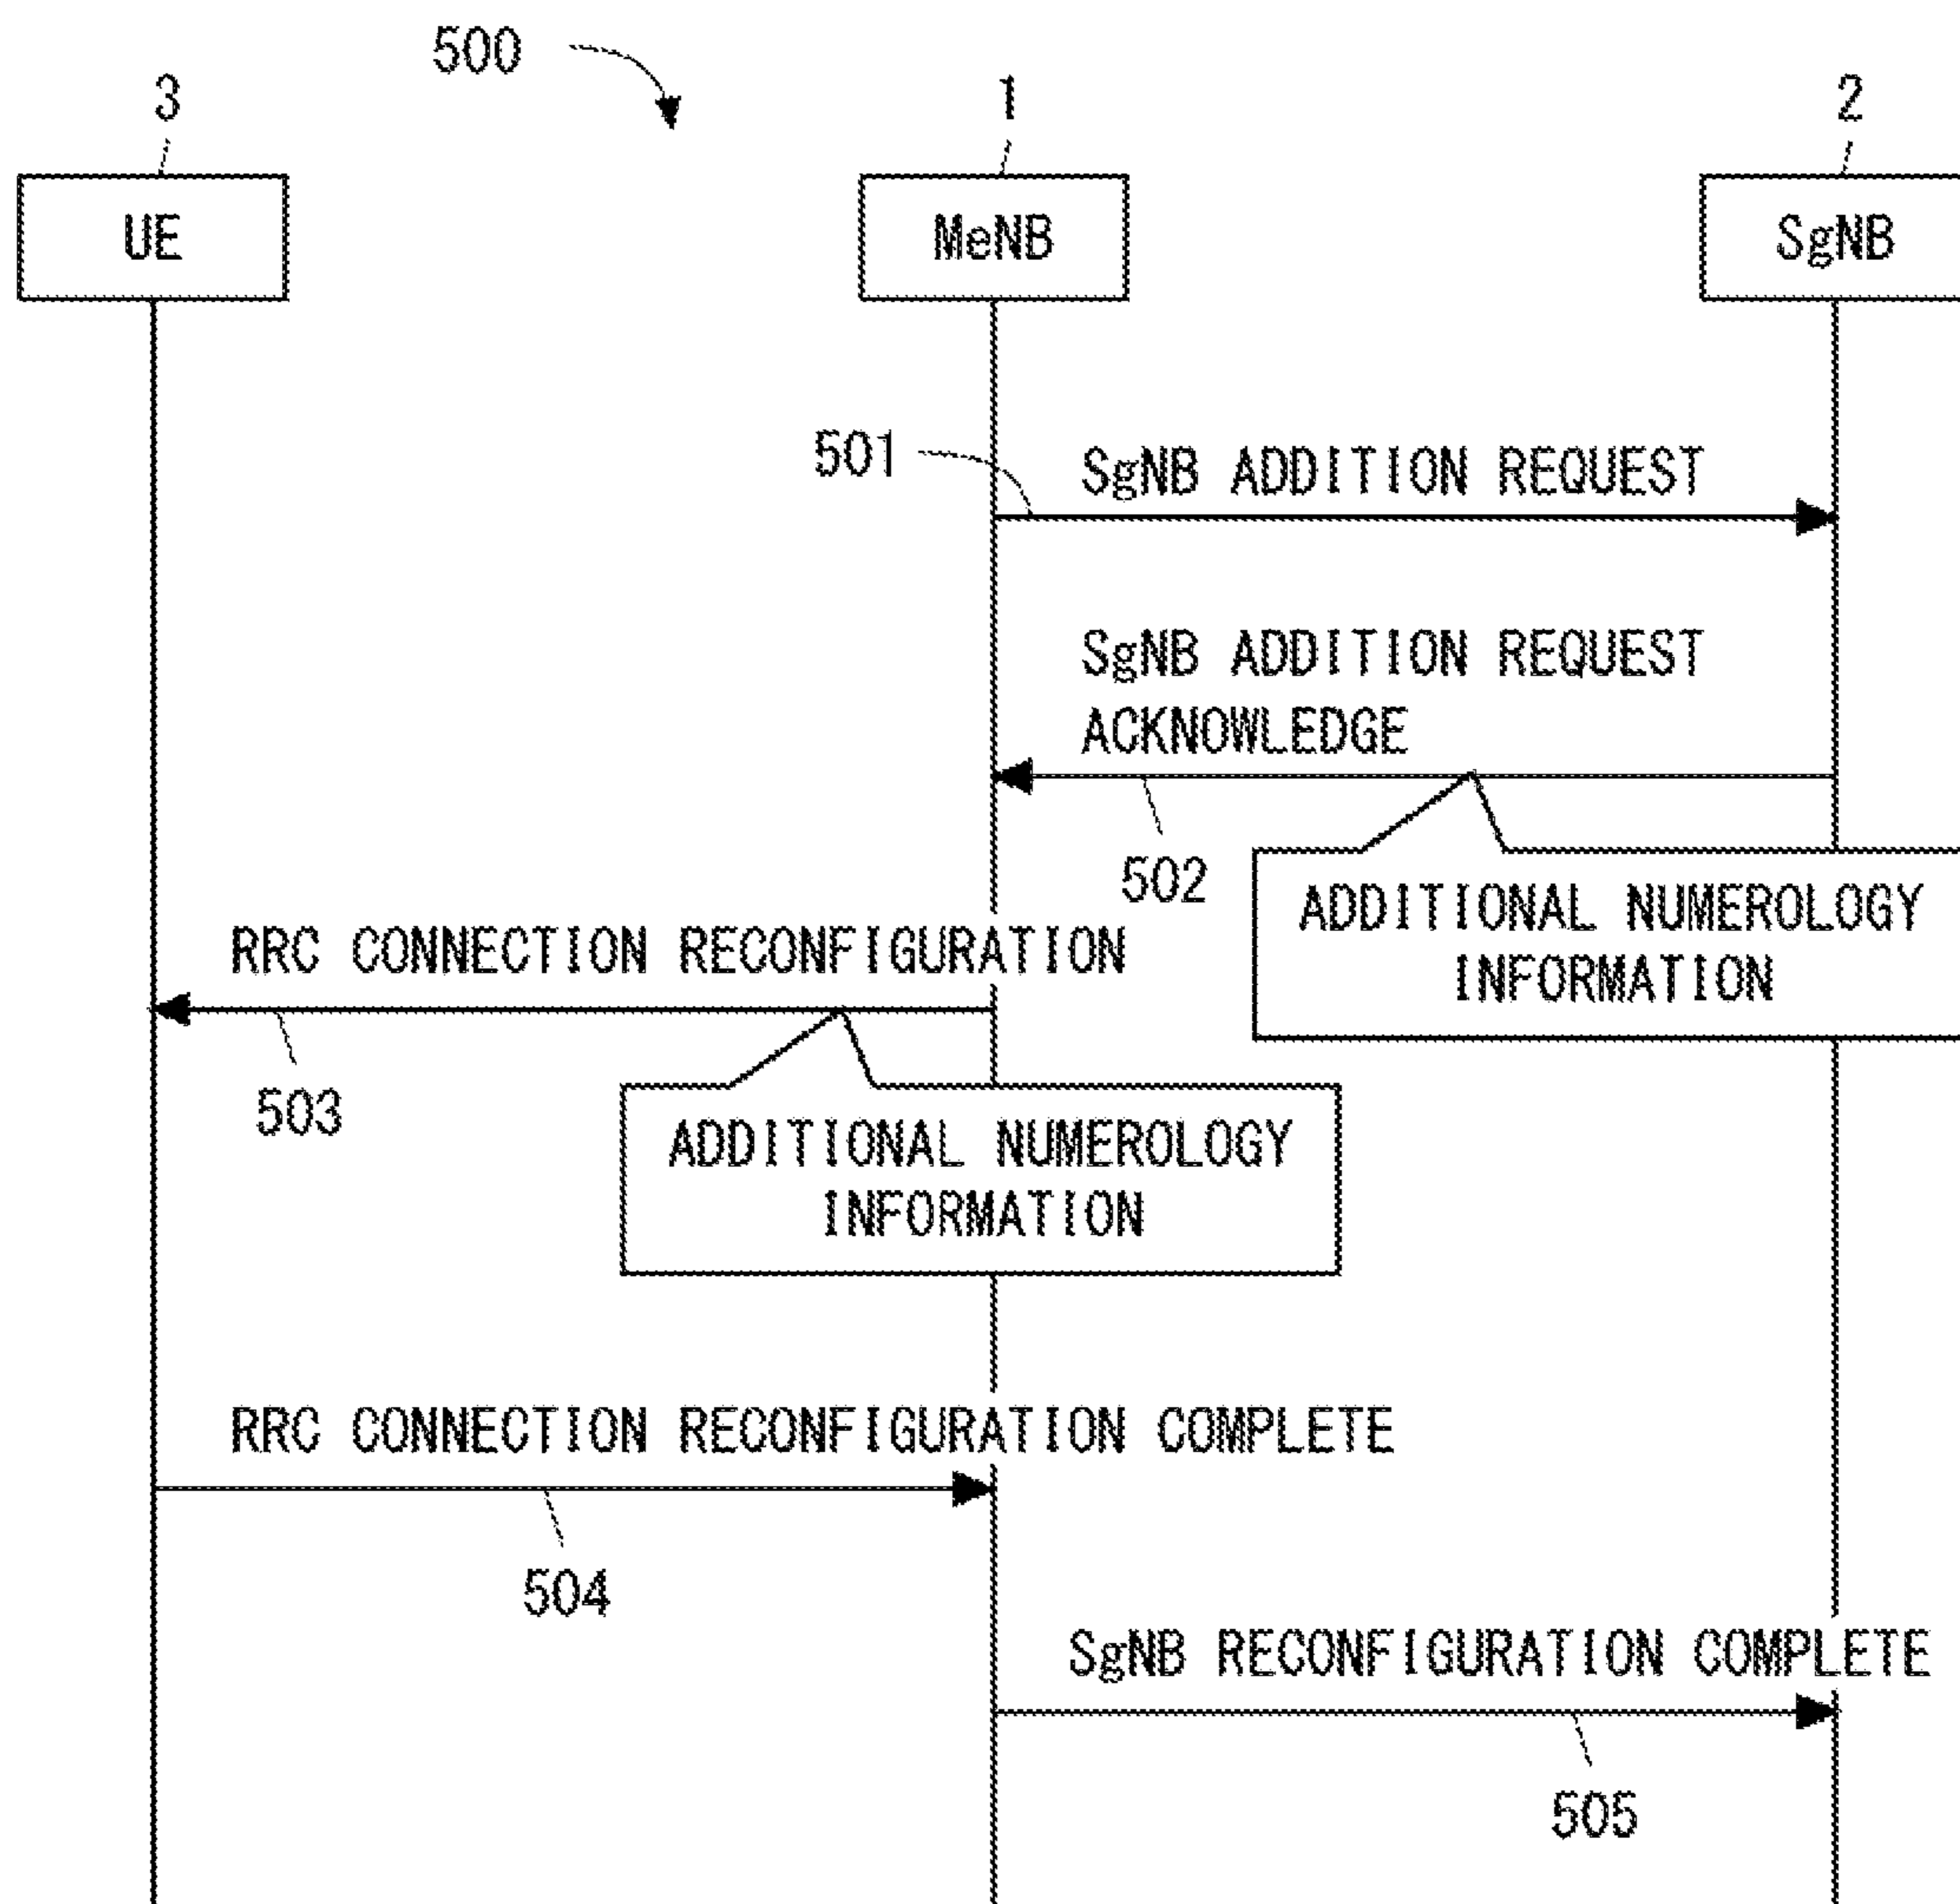 500
3
1
2
UE
MeNB
SgNB
501
SgNB ADDITION REQUEST
SgNB ADDITION REQUEST
ACKNOWLEDGE
502
ADDITIONAL NUMEROLOGY
INFORMATION
RRC CONNECTION RECONFIGURATION
503
ADDITIONAL NUMEROLOGY
INFORMATION
RRC CONNECTION RECONFIGURATION COMPLETE
504
SgNB RECONFIGURATION COMPLETE
505